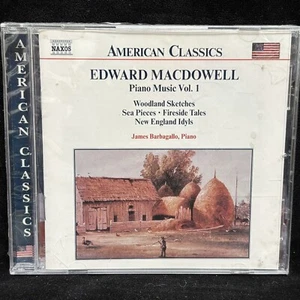 NAXOS
AMERICAN CLASSICS
EDWARD MACDOWELL
Piano Music Vol. 1
Woodland Sketches
Sea Pieces • Fireside Tales
New England Idyls
James Barbagallo, Piano
AMERICAN CLASSICS